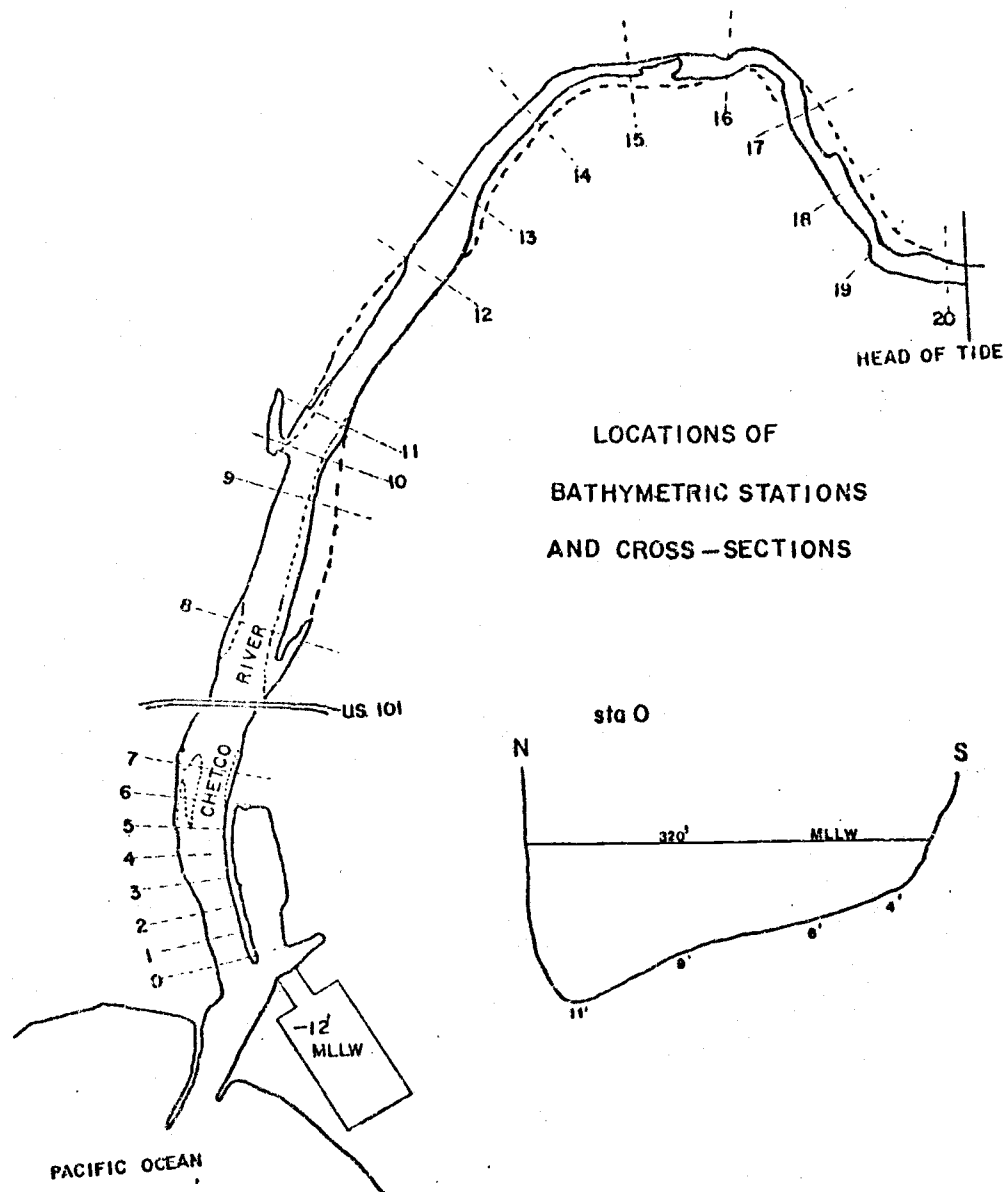 15
16
14
17
13
18
12
19
20
HEAD OF TIDE
11
10
9
LOCATIONS OF
BATHYMETRIC STATIONS
AND CROSS-SECTIONS
8
RIVER
U.S. 101
sta 0
N
S
7
CHETCO
6
5
4
3
2
1
0
320'
MLLW
4'
6'
9'
11'
-12'
MLLW
PACIFIC OCEAN